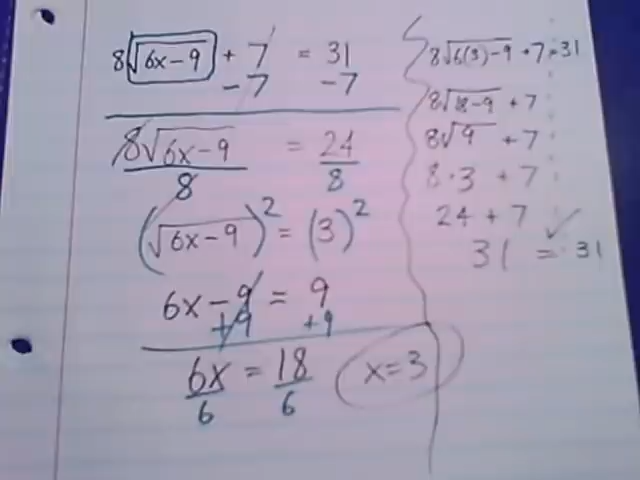 8√6x-9 + 7 = 31
-7 -7
8√6x-9 = 24
8 8
(√6x-9)² = (3)²
6x-9 = 9
+9 +9
6x = 18
6 6
x=3
8√6(3)-9 +7=31
8√18-9 +7
8√9 +7
8·3 +7
24+7
31 = 31